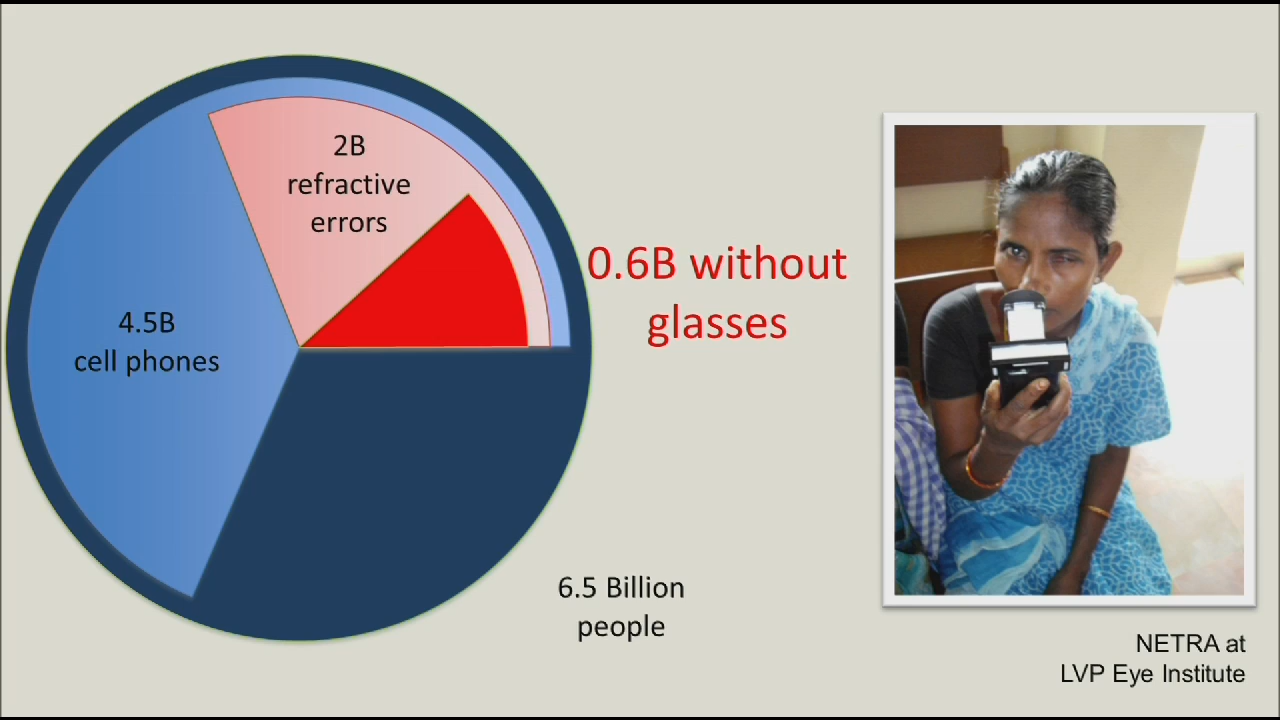 2B
refractive
errors
0.6B without
glasses
4.5B
cell phones
6.5 Billion
people
NETRA at
LVP Eye Institute